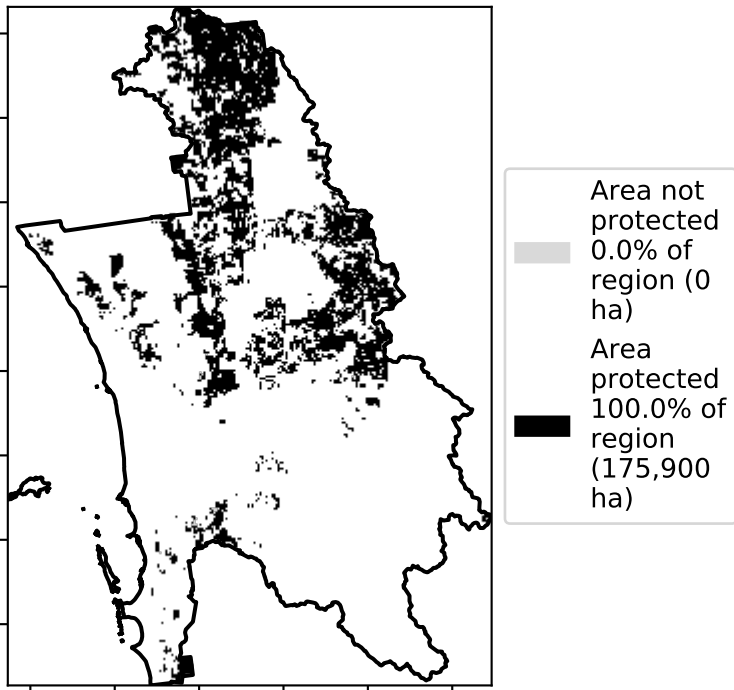 Area not
protected
0.0% of
region (0
ha)
Area
protected
100.0% of
region
(175,900
ha)